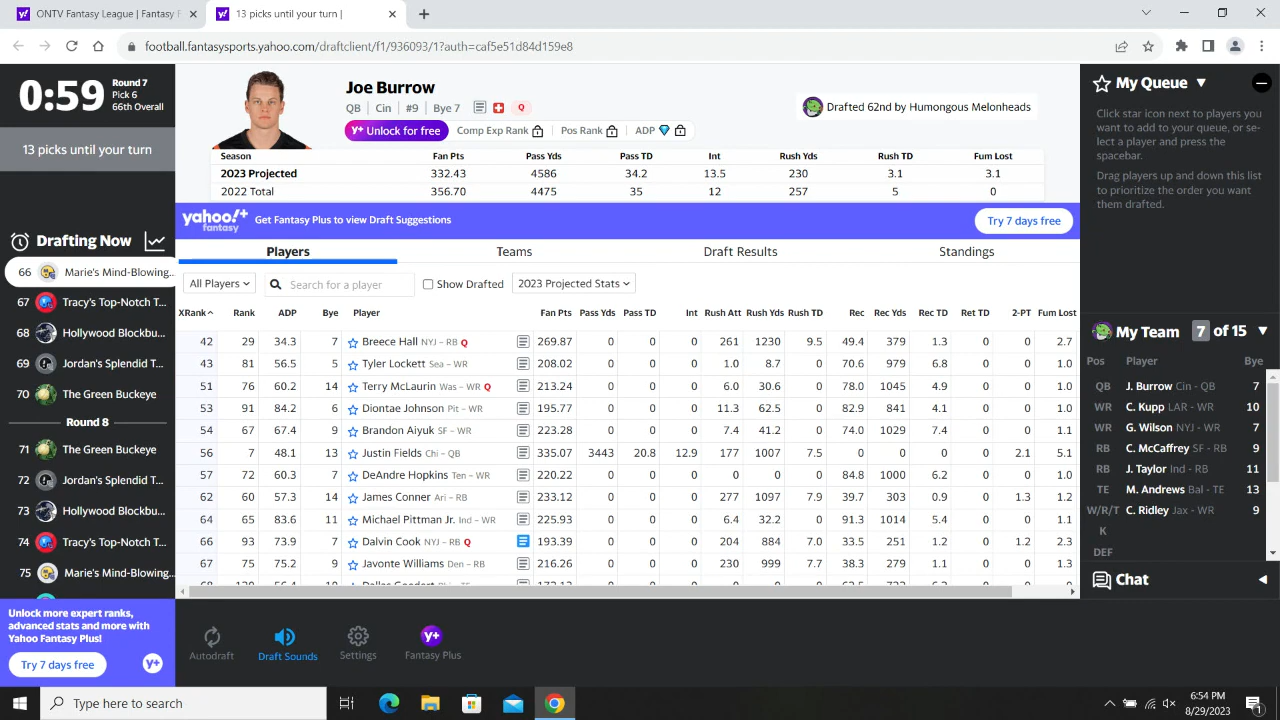 ONTV Fantasy League | Fantasy F
13 picks until your turn |
football.fantasysports.yahoo.com/draftclient/f1/936093/1?auth=caf5e51d84d159e8
0:59
Round 7
Pick 6
66th Overall
13 picks until your turn
Drafting Now
66 Marie's Mind-Blowing...
67 Tracy's Top-Notch T...
68 Hollywood Blockbu...
69 Jordan's Splendid T...
70 The Green Buckeye
Round 8
71 The Green Buckeye
72 Jordan's Splendid T...
73 Hollywood Blockbu...
74 Tracy's Top-Notch T...
75 Marie's Mind-Blowing...
Unlock more expert ranks,
advanced stats and more with
Yahoo Fantasy Plus!
Try 7 days free
Y+
Joe Burrow
QB | Cin | #9 | Bye 7 Q
Y+ Unlock for free Comp Exp Rank | Pos Rank | ADP
Drafted 62nd by Humongous Melonheads
Season Fan Pts Pass Yds Pass TD Int Rush Yds Rush TD Fum Lost
2023 Projected 332.43 4586 34.2 13.5 230 3.1 3.1
2022 Total 356.70 4475 35 12 257 5 0
yahoo!+
fantasy
Get Fantasy Plus to view Draft Suggestions
Try 7 days free
Players Teams Draft Results Standings
All Players Search for a player Show Drafted 2023 Projected Stats
XRank Rank ADP Bye Player Fan Pts Pass Yds Pass TD Int Rush Att Rush Yds Rush TD Rec Rec Yds Rec TD Ret TD 2-PT Fum Lost
42 29 34.3 7 Breece Hall NYJ – RB Q 269.87 0 0 0 261 1230 9.5 49.4 379 1.3 0 0 2.7
43 81 56.5 5 Tyler Lockett Sea – WR 208.02 0 0 0 1.0 8.7 0 70.6 979 6.8 0 0 1.0
51 76 60.2 14 Terry McLaurin Was – WR Q 213.24 0 0 0 6.0 30.6 0 78.0 1045 4.9 0 0 1.0
53 91 84.2 6 Diontae Johnson Pit – WR 195.77 0 0 0 11.3 62.5 0 82.9 841 4.1 0 0 1.0
54 67 67.4 9 Brandon Aiyuk SF – WR 223.28 0 0 0 7.4 41.2 0 74.0 1029 7.4 0 0 1.0
56 7 48.1 13 Justin Fields Chi – QB 335.07 3443 20.8 12.9 177 1007 7.5 0 0 0 0 2.1 5.1
57 72 60.3 7 DeAndre Hopkins Ten – WR 220.22 0 0 0 0 0 0 84.8 1000 6.2 0 0 1.0
62 60 57.3 14 James Conner Ari – RB 233.12 0 0 0 277 1097 7.9 39.7 303 0.9 0 1.3 1.2
64 65 83.6 11 Michael Pittman Jr. Ind – WR 225.93 0 0 0 6.4 32.2 0 91.3 1014 5.4 0 0 1.1
66 93 73.9 7 Dalvin Cook NYJ – RB Q 193.39 0 0 0 204 884 7.0 33.5 251 1.2 0 1.2 2.3
67 75 75.2 9 Javonte Williams Den – RB 216.26 0 0 0 230 999 7.7 38.3 279 1.1 0 0 1.3
Autodraft
Draft Sounds
Settings
Fantasy Plus
My Queue
Click star icon next to players you
want to add to your queue, or se-
lect a player and press the
spacebar.
Drag players up and down this list
to prioritize the order you want
them drafted.
My Team 7 of 15
Pos Player Bye
QB J. Burrow Cin - QB 7
WR C. Kupp LAR - WR 10
WR G. Wilson NYJ - WR 7
RB C. McCaffrey SF - RB 9
RB J. Taylor Ind - RB 11
TE M. Andrews Bal - TE 13
W/R/T C. Ridley Jax - WR 9
K
DEF
Chat
Type here to search
6:54 PM
8/29/2023
1